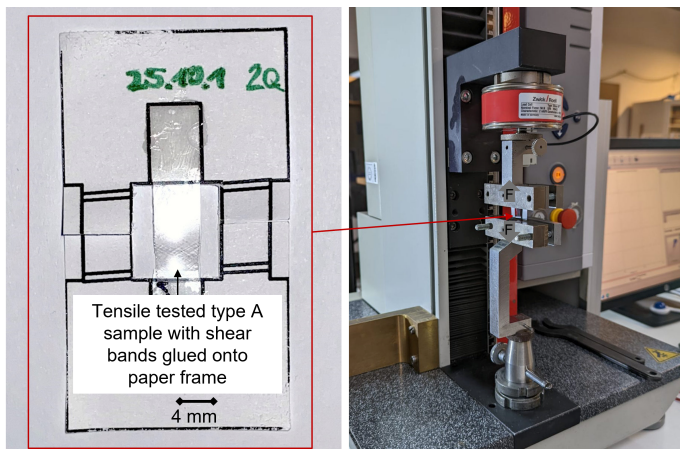 25.10.1 2Q
Tensile tested type A
sample with shear
bands glued onto
paper frame
4 mm
Zwick / Roell
F
F